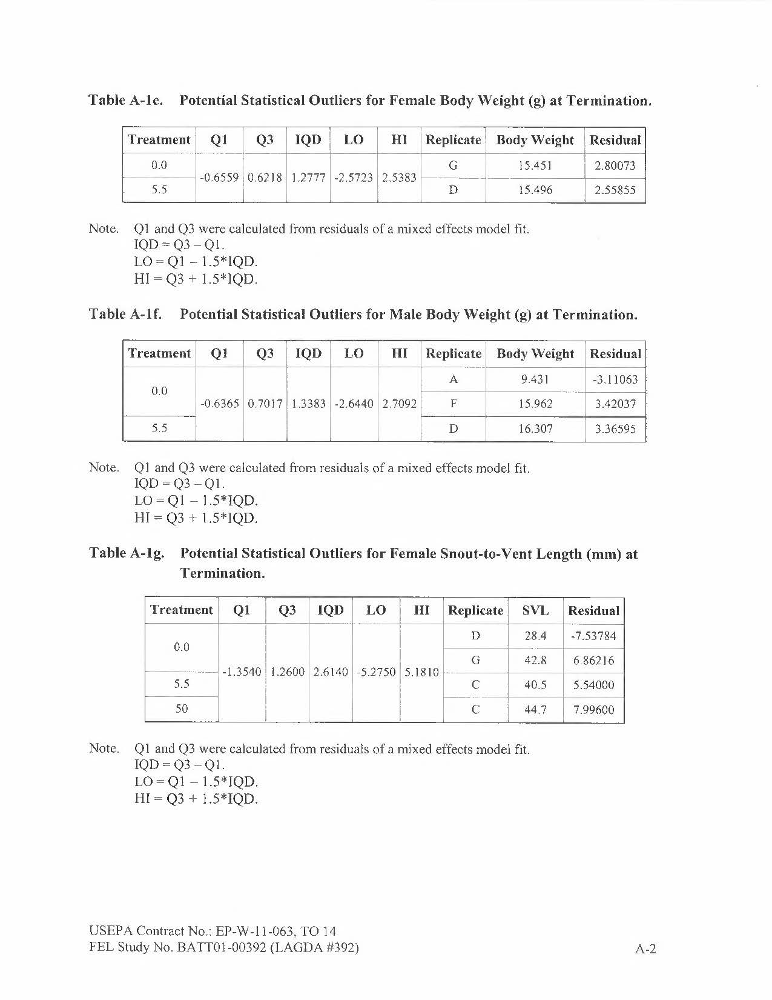 Table A-1e. Potential Statistical Outliers for Female Body Weight (g) at Termination.
Treatment Q1 Q3 IQD LO HI Replicate Body Weight Residual
0.0 G 15.451 2.80073
-0.6559 0.6218 1.2777 -2.5723 2.5383
5.5 D 15.496 2.55855
Note. Q1 and Q3 were calculated from residuals of a mixed effects model fit.
IQD = Q3 – Q1.
LO = Q1 – 1.5*IQD.
HI = Q3 + 1.5*IQD.
Table A-1f. Potential Statistical Outliers for Male Body Weight (g) at Termination.
Treatment Q1 Q3 IQD LO HI Replicate Body Weight Residual
A 9.431 -3.11063
0.0
-0.6365 0.7017 1.3383 -2.6440 2.7092 F 15.962 3.42037
5.5 D 16.307 3.36595
Note. Q1 and Q3 were calculated from residuals of a mixed effects model fit.
IQD = Q3 – Q1.
LO = Q1 – 1.5*IQD.
HI = Q3 + 1.5*IQD.
Table A-1g. Potential Statistical Outliers for Female Snout-to-Vent Length (mm) at
Termination.
Treatment Q1 Q3 IQD LO HI Replicate SVL Residual
D 28.4 -7.53784
0.0
G 42.8 6.86216
-1.3540 1.2600 2.6140 -5.2750 5.1810
5.5 C 40.5 5.54000
50 C 44.7 7.99600
Note. Q1 and Q3 were calculated from residuals of a mixed effects model fit.
IQD = Q3 – Q1.
LO = Q1 – 1.5*IQD.
HI = Q3 + 1.5*IQD.
USEPA Contract No.: EP-W-11-063, TO 14
FEL Study No. BATT01-00392 (LAGDA #392) A-2